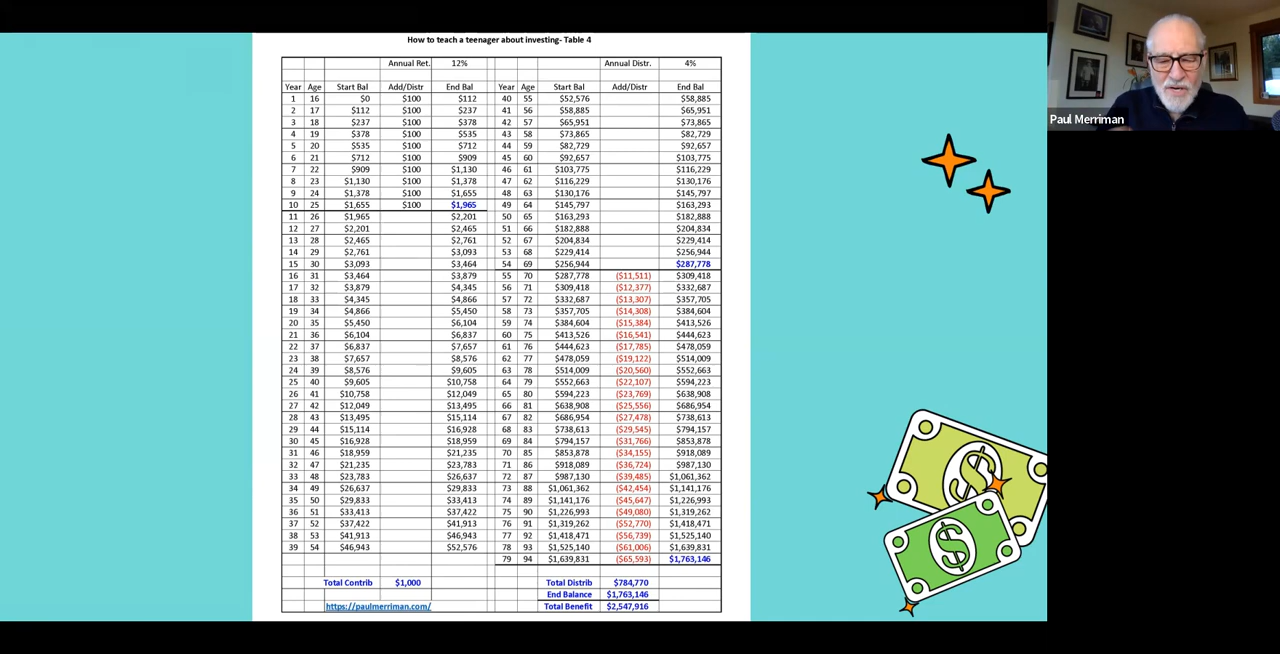 How to teach a teenager about investing- Table 4
Annual Ret. 12% Annual Distr. 4%
Year Age Start Bal Add/Distr End Bal Year Age Start Bal Add/Distr End Bal
1 16 $0 $100 $112 40 55 $52,576 $58,885
2 17 $112 $100 $237 41 56 $58,885 $65,951
3 18 $237 $100 $378 42 57 $65,951 $73,865
4 19 $378 $100 $535 43 58 $73,865 $82,729
5 20 $535 $100 $712 44 59 $82,729 $92,657
6 21 $712 $100 $909 45 60 $92,657 $103,775
7 22 $909 $100 $1,130 46 61 $103,775 $116,229
8 23 $1,130 $100 $1,378 47 62 $116,229 $130,176
9 24 $1,378 $100 $1,655 48 63 $130,176 $145,797
10 25 $1,655 $100 $1,965 49 64 $145,797 $163,293
11 26 $1,965 $2,201 50 65 $163,293 $182,888
12 27 $2,201 $2,465 51 66 $182,888 $204,834
13 28 $2,465 $2,761 52 67 $204,834 $229,414
14 29 $2,761 $3,093 53 68 $229,414 $256,944
15 30 $3,093 $3,464 54 69 $256,944 $287,778
16 31 $3,464 $3,879 55 70 $287,778 ($11,511) $309,418
17 32 $3,879 $4,345 56 71 $309,418 ($12,377) $332,687
18 33 $4,345 $4,866 57 72 $332,687 ($13,307) $357,705
19 34 $4,866 $5,450 58 73 $357,705 ($14,308) $384,604
20 35 $5,450 $6,104 59 74 $384,604 ($15,384) $413,526
21 36 $6,104 $6,837 60 75 $413,526 ($16,541) $444,623
22 37 $6,837 $7,657 61 76 $444,623 ($17,785) $478,059
23 38 $7,657 $8,576 62 77 $478,059 ($19,122) $514,009
24 39 $8,576 $9,605 63 78 $514,009 ($20,560) $552,663
25 40 $9,605 $10,758 64 79 $552,663 ($22,107) $594,223
26 41 $10,758 $12,049 65 80 $594,223 ($23,769) $638,908
27 42 $12,049 $13,495 66 81 $638,908 ($25,556) $686,954
28 43 $13,495 $15,114 67 82 $686,954 ($27,478) $738,613
29 44 $15,114 $16,928 68 83 $738,613 ($29,545) $794,157
30 45 $16,928 $18,959 69 84 $794,157 ($31,766) $853,878
31 46 $18,959 $21,235 70 85 $853,878 ($34,155) $918,089
32 47 $21,235 $23,783 71 86 $918,089 ($36,724) $987,130
33 48 $23,783 $26,637 72 87 $987,130 ($39,485) $1,061,362
34 49 $26,637 $29,833 73 88 $1,061,362 ($42,454) $1,141,176
35 50 $29,833 $33,413 74 89 $1,141,176 ($45,647) $1,226,993
36 51 $33,413 $37,422 75 90 $1,226,993 ($49,080) $1,319,262
37 52 $37,422 $41,913 76 91 $1,319,262 ($52,770) $1,418,471
38 53 $41,913 $46,943 77 92 $1,418,471 ($56,739) $1,525,140
39 54 $46,943 $52,576 78 93 $1,525,140 ($61,006) $1,639,831
79 94 $1,639,831 ($65,593) $1,763,146
Total Contrib $1,000 Total Distrib $784,770
End Balance $1,763,146
https://paulmerriman.com/ Total Benefit $2,547,916
Paul Merriman